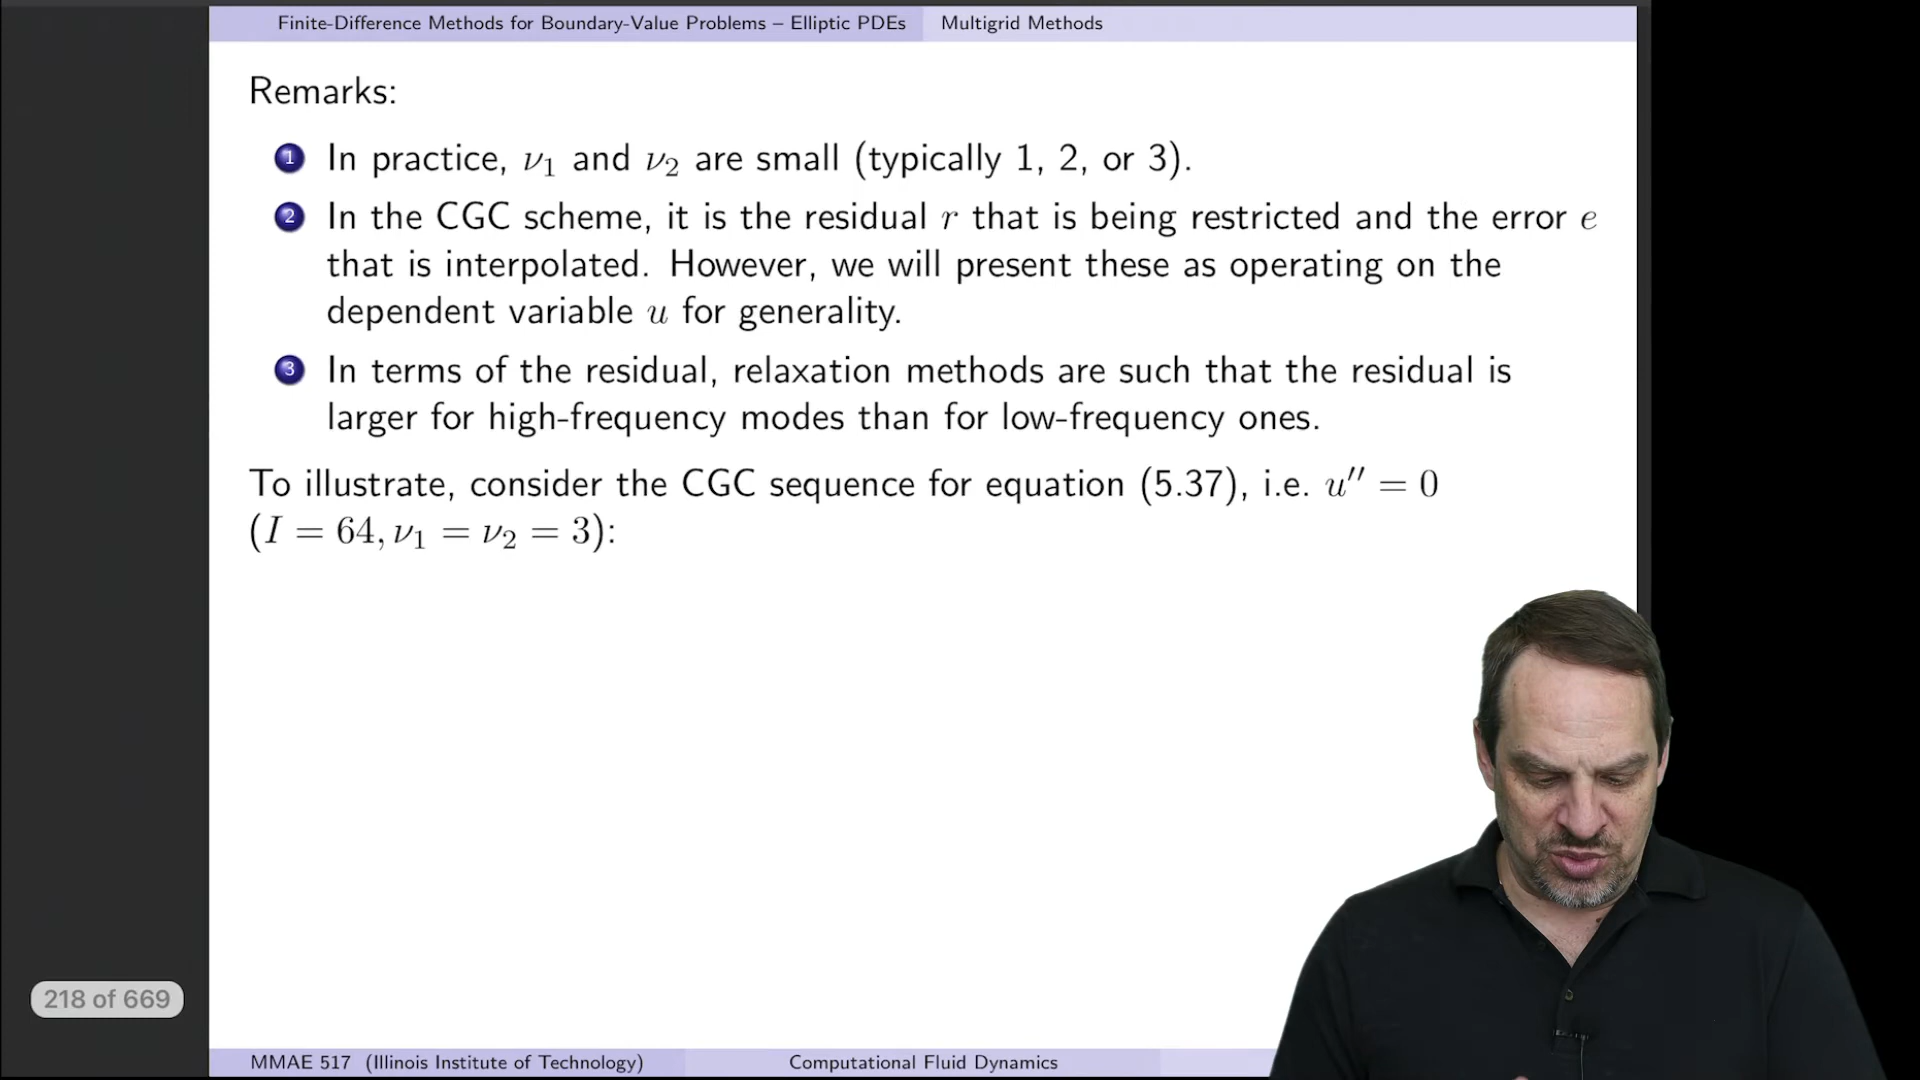 Finite-Difference Methods for Boundary-Value Problems – Elliptic PDEs Multigrid Methods
Remarks:
1 In practice, ν₁ and ν₂ are small (typically 1, 2, or 3).
2 In the CGC scheme, it is the residual r that is being restricted and the error e
that is interpolated. However, we will present these as operating on the
dependent variable u for generality.
3 In terms of the residual, relaxation methods are such that the residual is
larger for high-frequency modes than for low-frequency ones.
To illustrate, consider the CGC sequence for equation (5.37), i.e. u″ = 0
(I = 64, ν₁ = ν₂ = 3):
218 of 669
MMAE 517 (Illinois Institute of Technology) Computational Fluid Dynamics